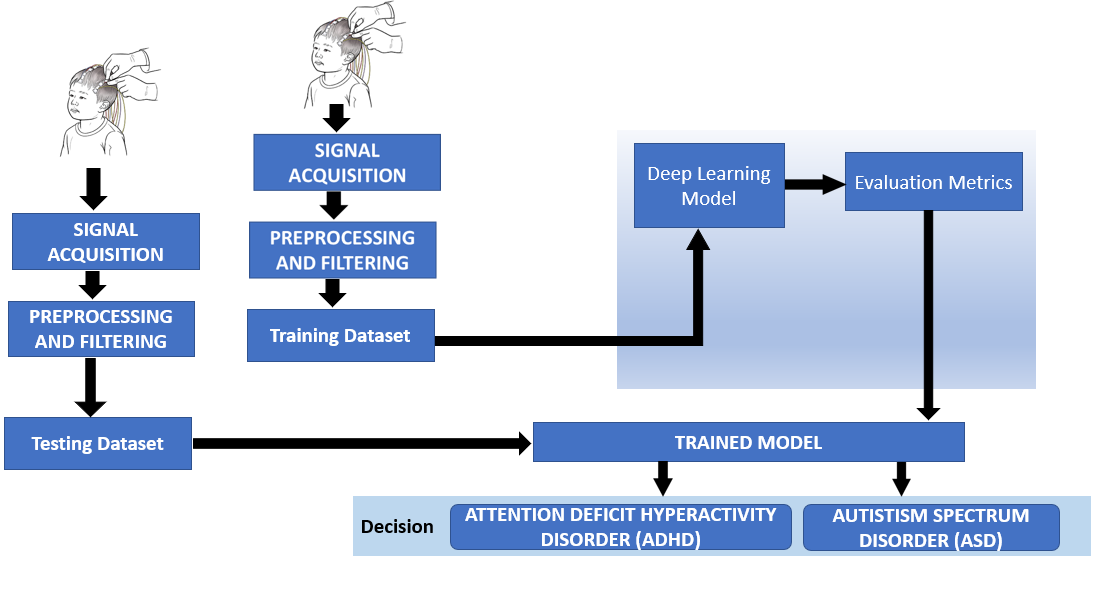 SIGNAL
ACQUISITION
PREPROCESSING
AND FILTERING
Testing Dataset
SIGNAL
ACQUISITION
PREPROCESSING
AND FILTERING
Training Dataset
Deep Learning
Model
Evaluation Metrics
TRAINED MODEL
Decision
ATTENTION DEFICIT HYPERACTIVITY
DISORDER (ADHD)
AUTISTISM SPECTRUM
DISORDER (ASD)